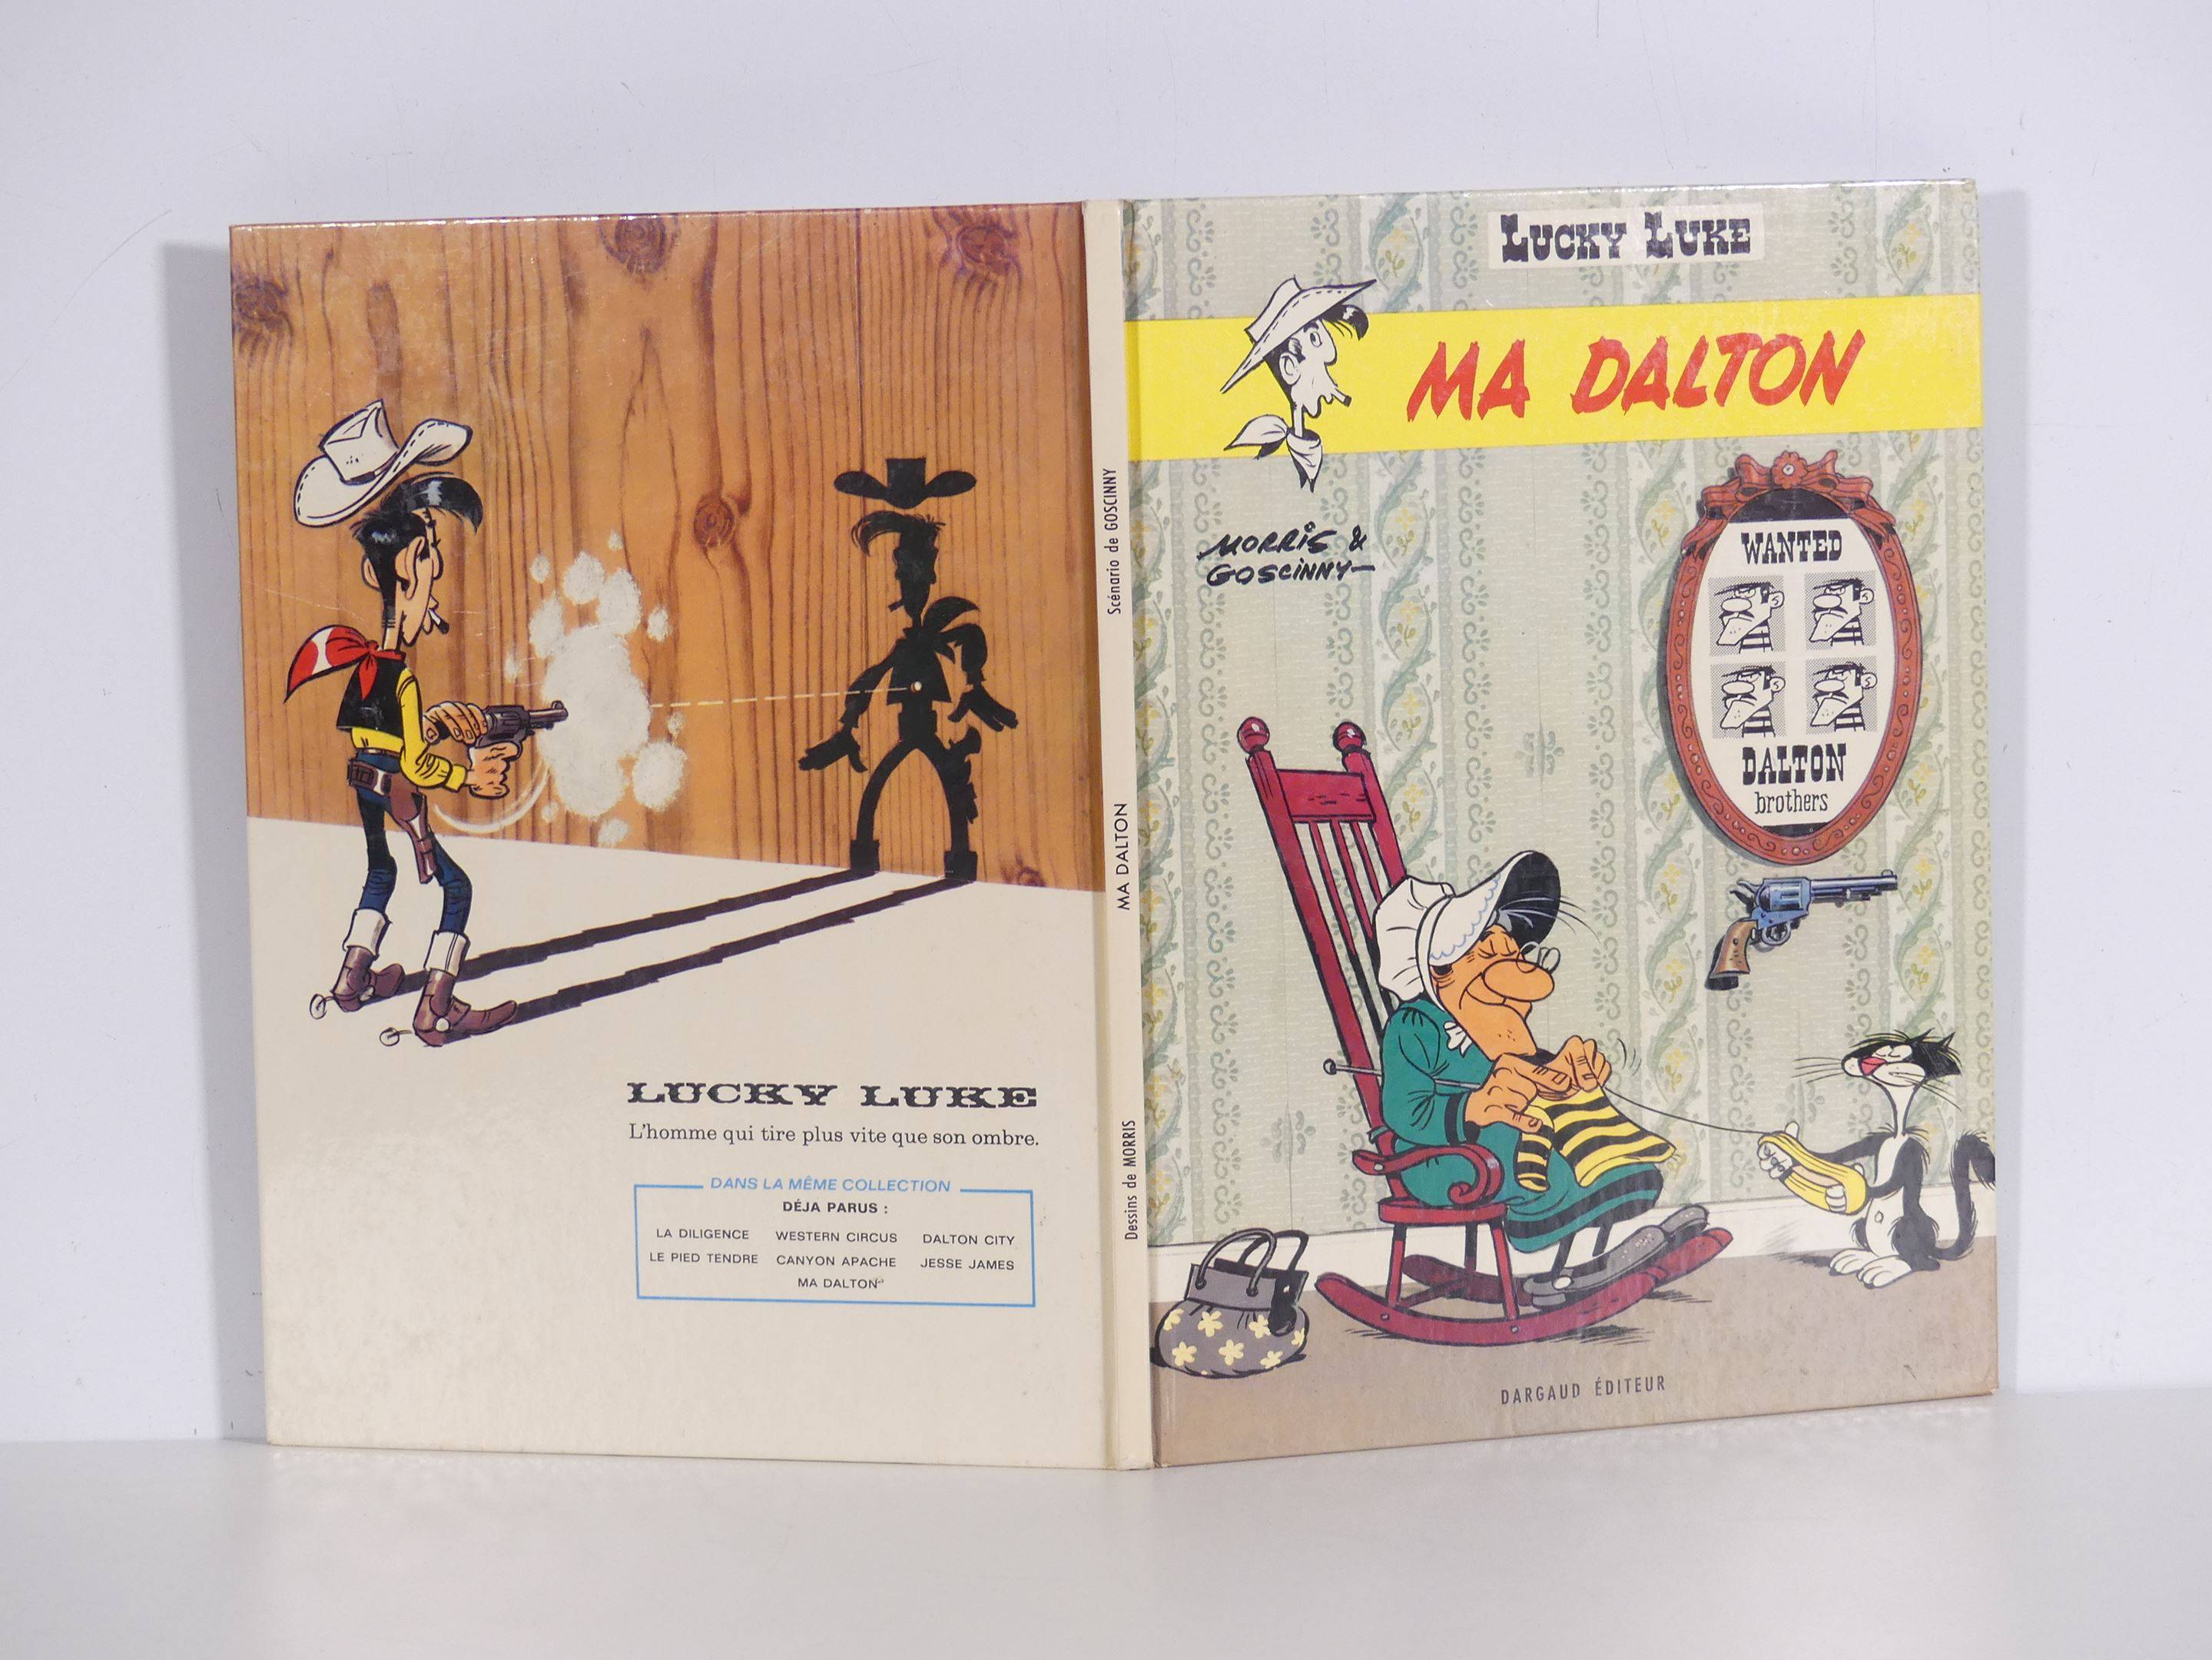 LUCKY LUKE
L'homme qui tire plus vite que son ombre.
DANS LA MÊME COLLECTION
DÉJA PARUS :
LA DILIGENCE WESTERN CIRCUS DALTON CITY
LE PIED TENDRE CANYON APACHE JESSE JAMES
MA DALTON
Dessins de MORRIS
MA DALTON
Scénario de GOSCINNY
LUCKY LUKE
MA DALTON
MORRIS &
GOSCINNY
WANTED
DALTON
brothers
DARGAUD ÉDITEUR